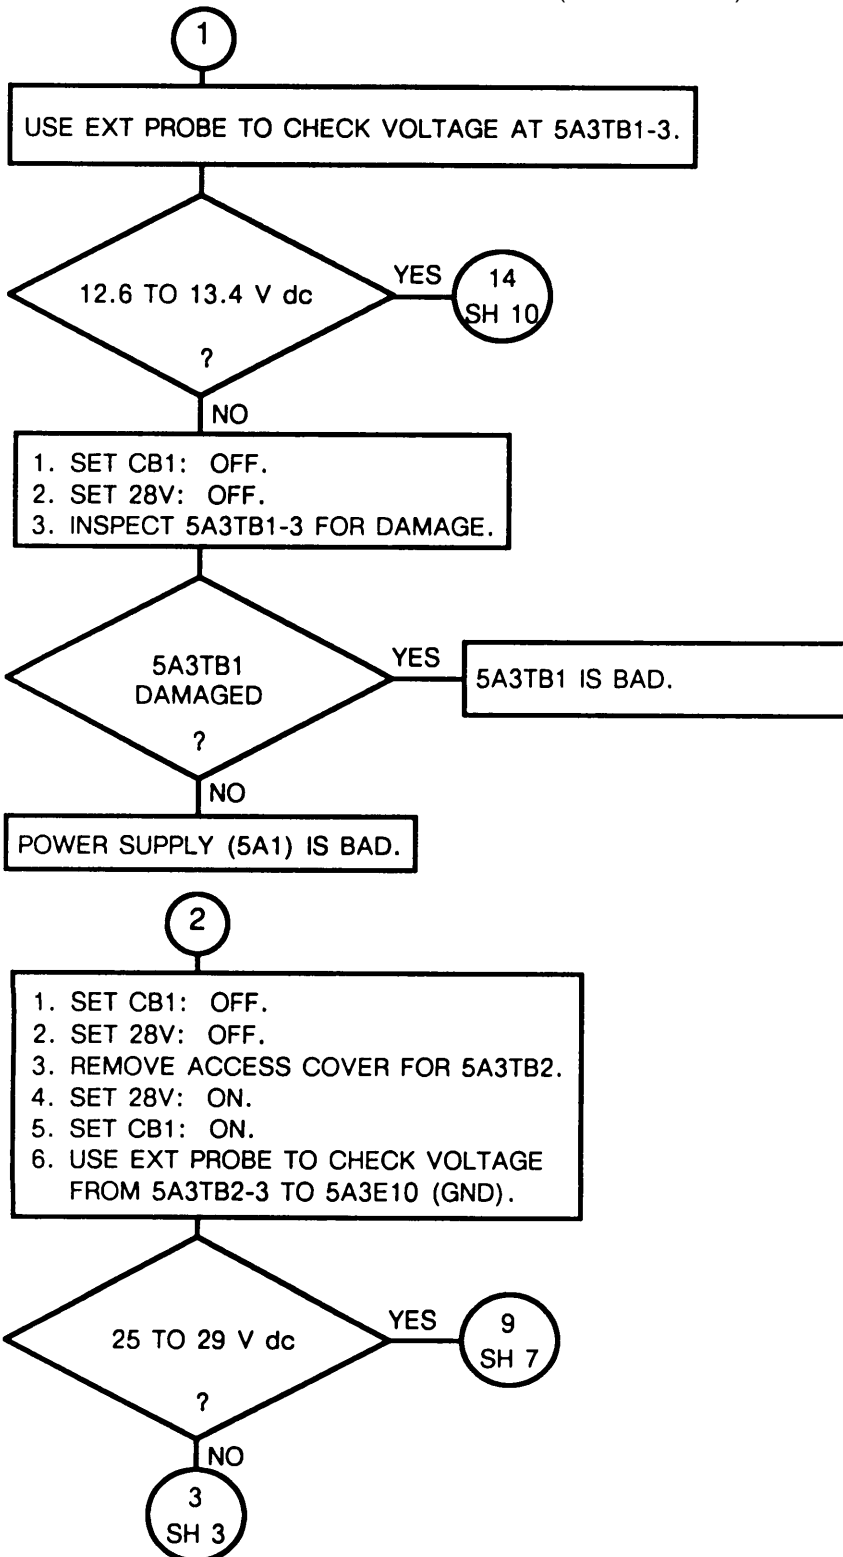 1
USE EXT PROBE TO CHECK VOLTAGE AT 5A3TB1-3.
12.6 TO 13.4 V dc
?
YES
14
SH 10
NO
1. SET CB1: OFF.
2. SET 28V: OFF.
3. INSPECT 5A3TB1-3 FOR DAMAGE.
5A3TB1
DAMAGED
?
YES
5A3TB1 IS BAD.
NO
POWER SUPPLY (5A1) IS BAD.
2
1. SET CB1: OFF.
2. SET 28V: OFF.
3. REMOVE ACCESS COVER FOR 5A3TB2.
4. SET 28V: ON.
5. SET CB1: ON.
6. USE EXT PROBE TO CHECK VOLTAGE
FROM 5A3TB2-3 TO 5A3E10 (GND).
25 TO 29 V dc
?
YES
9
SH 7
NO
3
SH 3